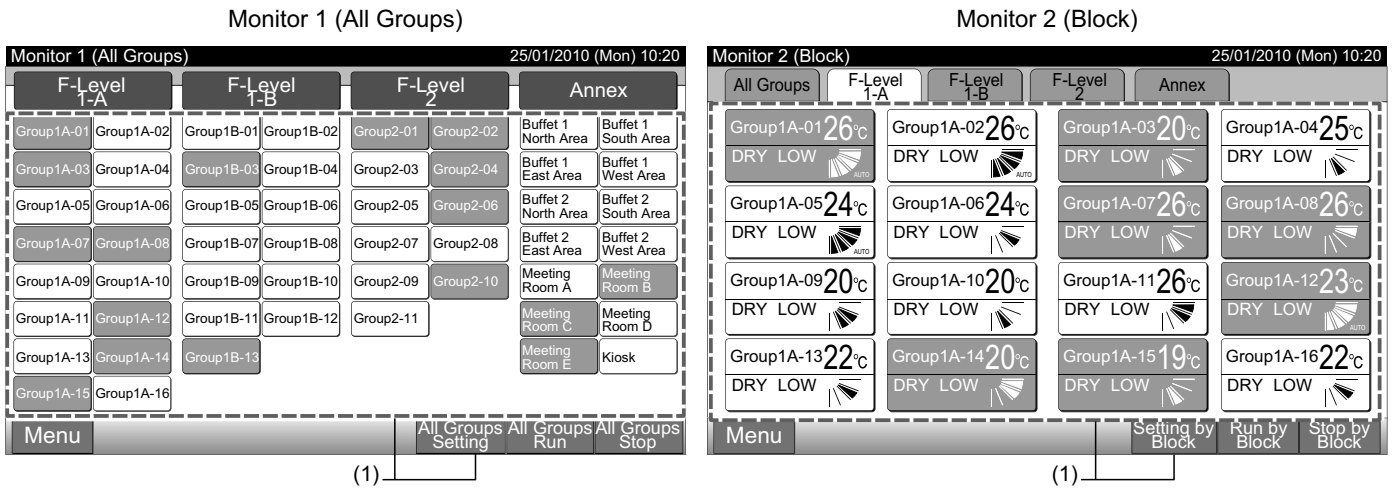 Monitor 1 (All Groups)
Monitor 1 (All Groups) 25/01/2010 (Mon) 10:20
F-Level
1-A
F-Level
1-B
F-Level
2
Annex
Group1A-01 Group1A-02 Group1B-01 Group1B-02 Group2-01 Group2-02 Buffet 1 North Area Buffet 1 South Area
Group1A-03 Group1A-04 Group1B-03 Group1B-04 Group2-03 Group2-04 Buffet 1 East Area Buffet 1 West Area
Group1A-05 Group1A-06 Group1B-05 Group1B-06 Group2-05 Group2-06 Buffet 2 North Area Buffet 2 South Area
Group1A-07 Group1A-08 Group1B-07 Group1B-08 Group2-07 Group2-08 Buffet 2 East Area Buffet 2 West Area
Group1A-09 Group1A-10 Group1B-09 Group1B-10 Group2-09 Group2-10 Meeting Room A Meeting Room B
Group1A-11 Group1A-12 Group1B-11 Group1B-12 Group2-11 Meeting Room C Meeting Room D
Group1A-13 Group1A-14 Group1B-13 Meeting Room E Kiosk
Group1A-15 Group1A-16
Menu
All Groups
Setting
All Groups
Run
All Groups
Stop
(1)
Monitor 2 (Block)
Monitor 2 (Block) 25/01/2010 (Mon) 10:20
All Groups
F-Level
1-A
F-Level
1-B
F-Level
2
Annex
Group1A-01 26°C Group1A-02 26°C Group1A-03 20°C Group1A-04 25°C
DRY LOW AUTO DRY LOW AUTO DRY LOW DRY LOW
Group1A-05 24°C Group1A-06 24°C Group1A-07 26°C Group1A-08 26°C
DRY LOW AUTO DRY LOW DRY LOW DRY LOW
Group1A-09 20°C Group1A-10 20°C Group1A-11 26°C Group1A-12 23°C
DRY LOW DRY LOW DRY LOW DRY LOW AUTO
Group1A-13 22°C Group1A-14 20°C Group1A-15 19°C Group1A-16 22°C
DRY LOW DRY LOW DRY LOW DRY LOW
Menu
Setting by
Block
Run by
Block
Stop by
Block
(1)